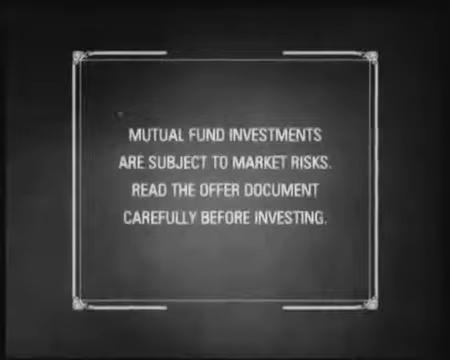 MUTUAL FUND INVESTMENTS
ARE SUBJECT TO MARKET RISKS.
READ THE OFFER DOCUMENT
CAREFULLY BEFORE INVESTING.